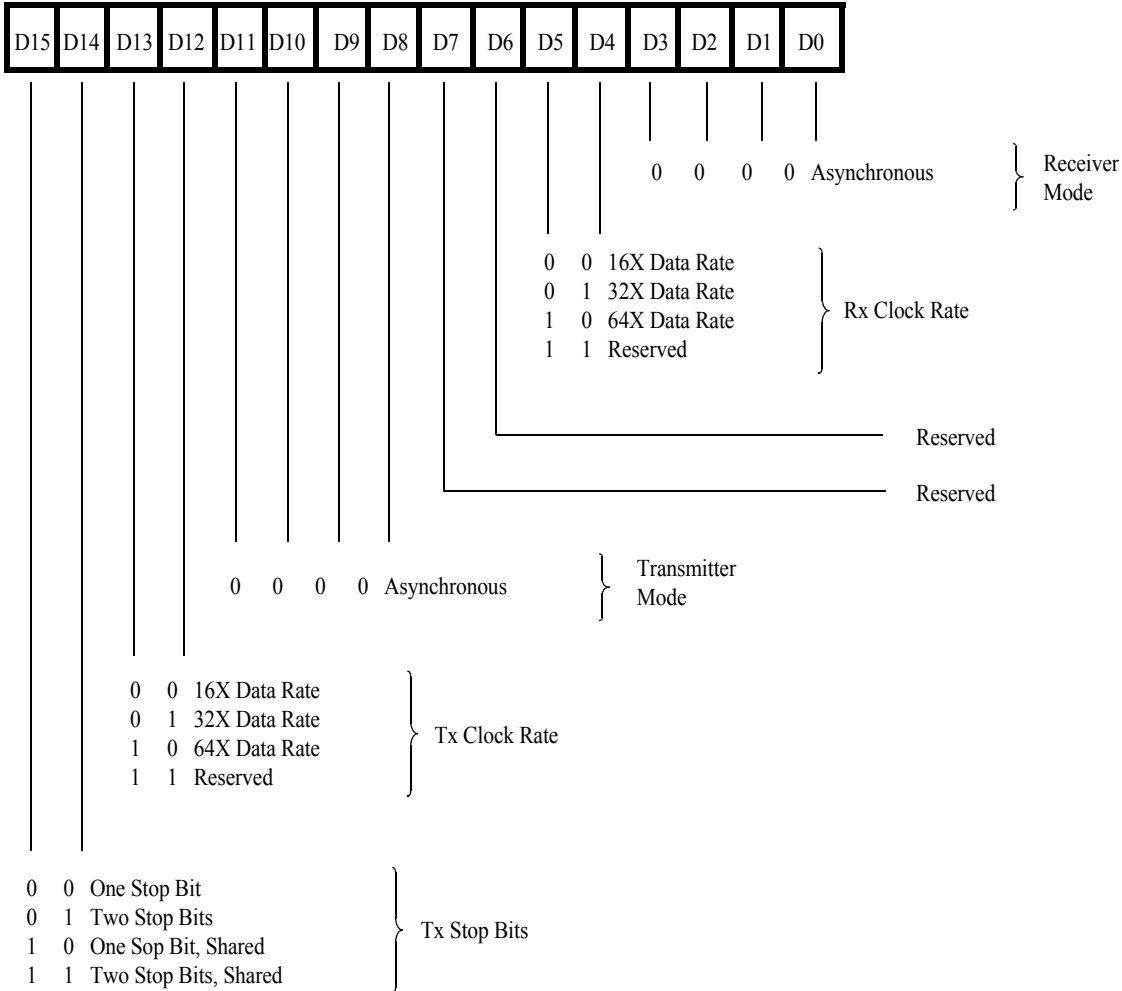 D15 D14 D13 D12 D11 D10 D9 D8 D7 D6 D5 D4 D3 D2 D1 D0
0 0 0 0 Asynchronous
Receiver
Mode
0 0 16X Data Rate
0 1 32X Data Rate
1 0 64X Data Rate
1 1 Reserved
Rx Clock Rate
Reserved
Reserved
0 0 0 0 Asynchronous
Transmitter
Mode
0 0 16X Data Rate
0 1 32X Data Rate
1 0 64X Data Rate
1 1 Reserved
Tx Clock Rate
0 0 One Stop Bit
0 1 Two Stop Bits
1 0 One Sop Bit, Shared
1 1 Two Stop Bits, Shared
Tx Stop Bits